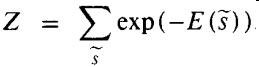 Z = ∑ exp(−E(s̃))
s̃